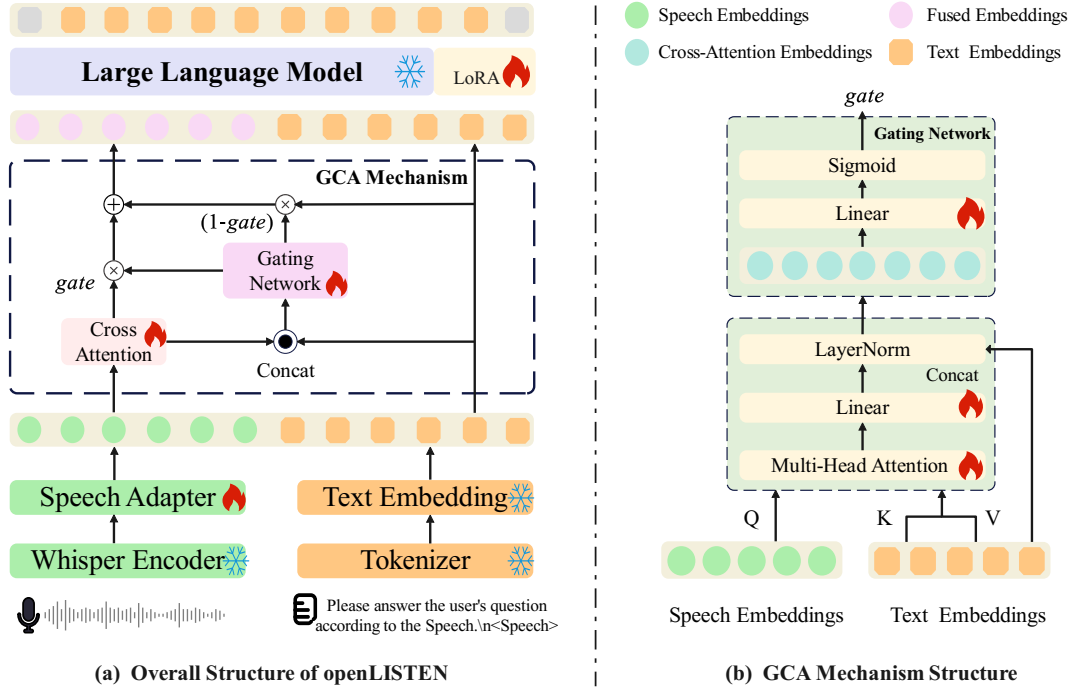 Large Language Model
LoRA
GCA Mechanism
(1-gate)
gate
Gating
Network
Cross
Attention
Concat
Speech Adapter
Text Embedding
Whisper Encoder
Tokenizer
Please answer the user's question
according to the Speech.\n<Speech>
(a) Overall Structure of openLISTEN
Speech Embeddings
Fused Embeddings
Cross-Attention Embeddings
Text Embeddings
gate
Gating Network
Sigmoid
Linear
LayerNorm
Concat
Linear
Multi-Head Attention
Q
K
V
Speech Embeddings
Text Embeddings
(b) GCA Mechanism Structure